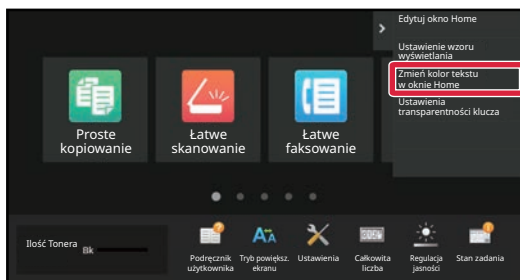 Edytuj okno Home
Ustawienie wzoru
wyświetlania
Zmień kolor tekstu
w oknie Home
Ustawienia
transparentności klucza
Proste
kopiowanie
Łatwe
skanowanie
Łatwe
faksowanie
Ilość Tonera
Bk
Podręcznik
użytkownika
Tryb powiększ.
ekranu
Ustawienia
Całkowita
liczba
Regulacja
jasności
Stan zadania